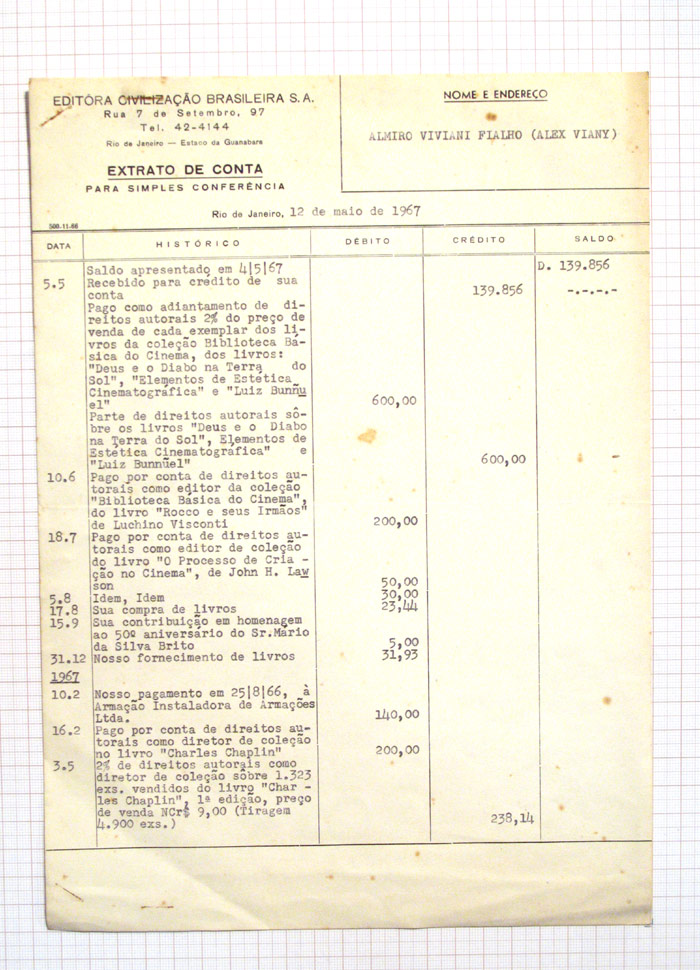 EDITÔRA CIVILIZAÇÃO BRASILEIRA S.A.
Rua 7 de Setembro, 97
Tel. 42-4144
Rio de Janeiro — Estado da Guanabara
EXTRATO DE CONTA
PARA SIMPLES CONFERÊNCIA
NOME E ENDEREÇO
ALMIRO VIVIANI FIALHO (ALEX VIANY)
Rio de Janeiro, 12 de maio de 1967
500-11-66
DATA HISTÓRICO DÉBITO CRÉDITO SALDO
Saldo apresentado em 4|5|67 D. 139.856
5.5 Recebido para crédito de sua
conta 139.856 -.-.-.-
Pago como adiantamento de di-
reitos autorais 2% do preço de
venda de cada exemplar dos li-
vros da coleção Biblioteca Bá-
sica do Cinema, dos livros:
"Deus e o Diabo na Terra do
Sol", "Elementos de Estética
Cinematográfica" e "Luiz Bunnu
el" 600,00
Parte de direitos autorais sô-
bre os livros "Deus e o Diabo
na Terra do Sol", Elementos de
Estética Cinematográfica" e
"Luiz Bunnüel" 600,00
10.6 Pago por conta de direitos au-
torais como editor da coleção
"Biblioteca Básica do Cinema",
do livro "Rocco e seus Irmãos"
de Luchino Visconti 200,00
18.7 Pago por conta de direitos au-
torais como editor de coleção
do livro "O Processo de Cria -
ção no Cinema", de John H. Law
son 50,00
5.8 Idem, Idem 30,00
17.8 Sua compra de livros 23,44
15.9 Sua contribuição em homenagem
ao 50º aniversário do Sr.Mário
da Silva Brito 5,00
31.12 Nosso fornecimento de livros 31,93
1967
10.2 Nosso pagamento em 25|8|66, à
Armação Instaladora de Armações
Ltda. 140,00
16.2 Pago por conta de direitos au-
torais como diretor de coleção
no livro "Charles Chaplin" 200,00
3.5 2% de direitos autorais como
diretor de coleção sôbre 1.323
exs. vendidos do livro "Char -
les Chaplin", 1ª edição, preço
de venda NCr$ 9,00 (Tiragem
4.900 exs.) 238,14